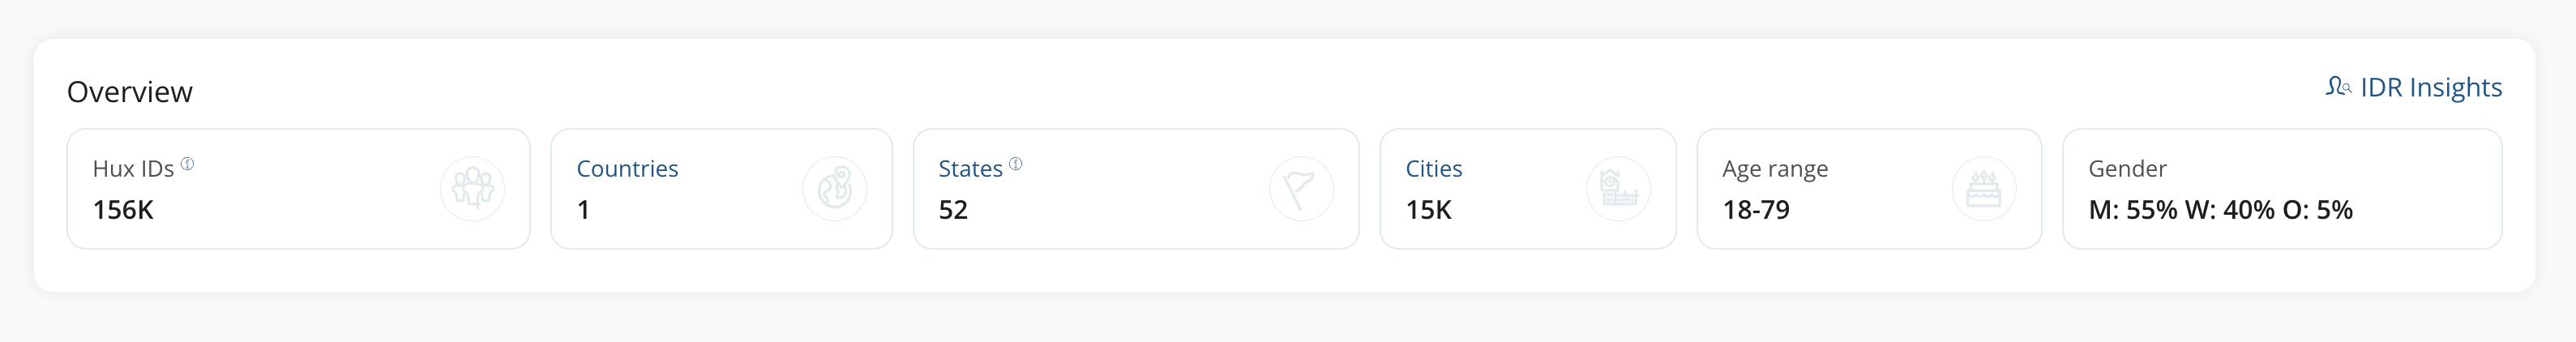 Overview
IDR Insights
Hux IDs
156K
Countries
1
States
52
Cities
15K
Age range
18-79
Gender
M: 55% W: 40% O: 5%